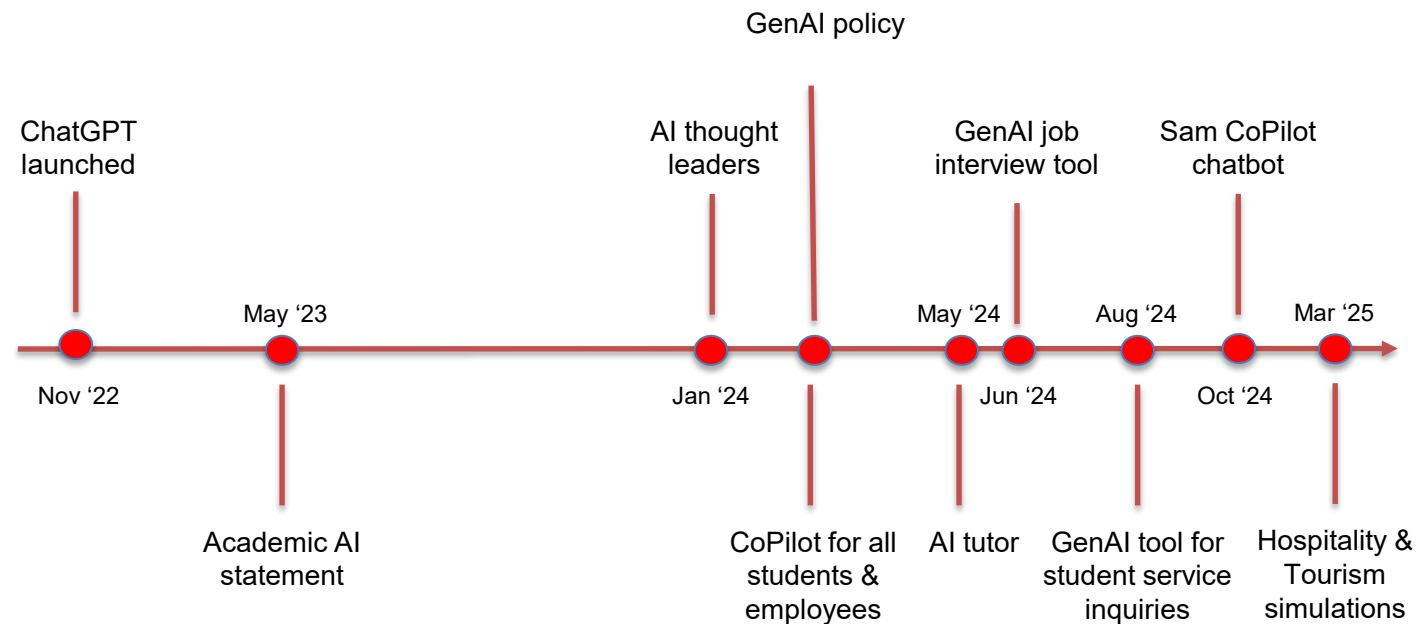 GenAI policy
ChatGPT
launched
AI thought
leaders
GenAI job
interview tool
Sam CoPilot
chatbot
May ‘23
May ‘24
Aug ‘24
Mar ‘25
Nov ‘22
Jan ‘24
Jun ‘24
Oct ‘24
Academic AI
statement
CoPilot for all
students &
employees
AI tutor
GenAI tool for
student service
inquiries
Hospitality &
Tourism
simulations